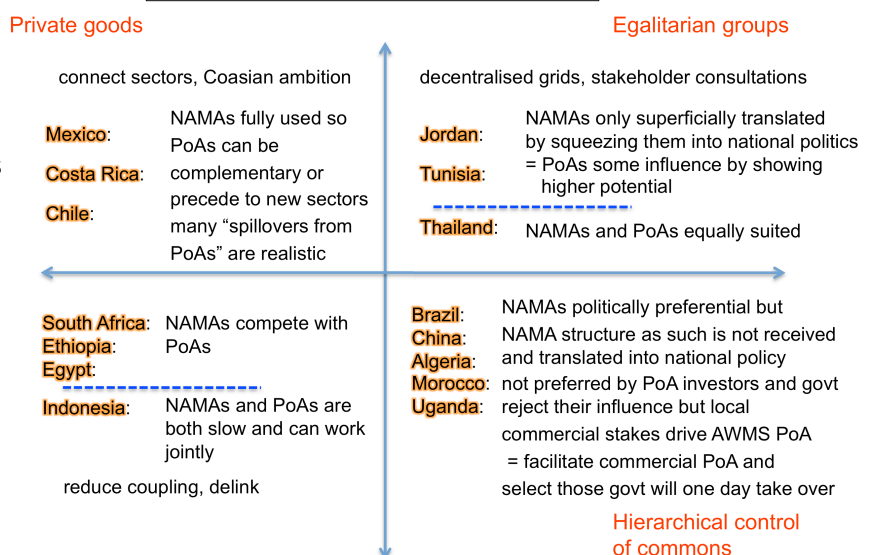 Private goods
Egalitarian groups
connect sectors, Coasian ambition
Mexico:
Costa Rica:
Chile:
NAMAs fully used so
PoAs can be
complementary or
precede to new sectors
many “spillovers from
PoAs” are realistic
decentralised grids, stakeholder consultations
Jordan:
Tunisia:
NAMAs only superficially translated
by squeezing them into national politics
= PoAs some influence by showing
higher potential
Thailand:
NAMAs and PoAs equally suited
South Africa:
Ethiopia:
Egypt:
NAMAs compete with
PoAs
Indonesia:
NAMAs and PoAs are
both slow and can work
jointly
reduce coupling, delink
Brazil:
China:
Algeria:
Morocco:
Uganda:
NAMAs politically preferential but
NAMA structure as such is not received
and translated into national policy
not preferred by PoA investors and govt
reject their influence but local
commercial stakes drive AWMS PoA
= facilitate commercial PoA and
select those govt will one day take over
Hierarchical control
of commons